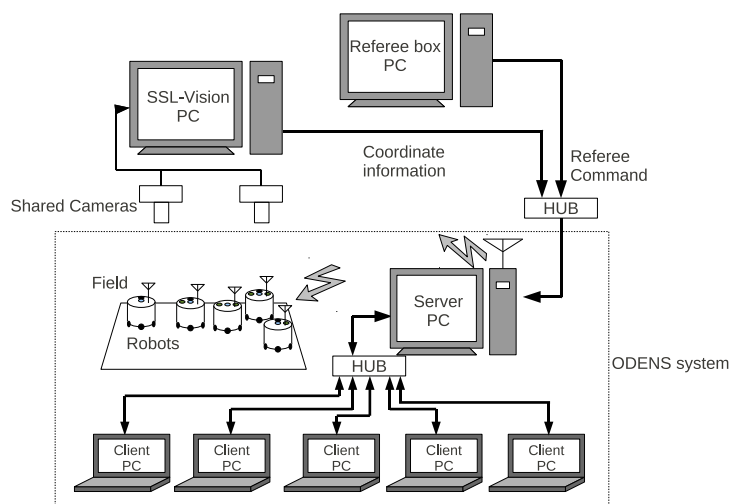 Referee box
PC
SSL-Vision
PC
Coordinate
information
Referee
Command
Shared Cameras
HUB
Field
Robots
Server
PC
HUB
ODENS system
Client
PC
Client
PC
Client
PC
Client
PC
Client
PC